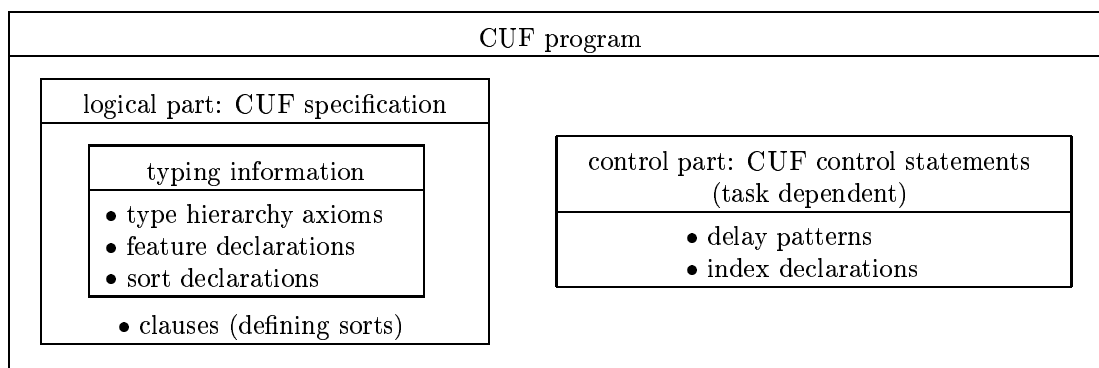 CUF program
logical part: CUF specification
typing information
• type hierarchy axioms
• feature declarations
• sort declarations
• clauses (defining sorts)
control part: CUF control statements
(task dependent)
• delay patterns
• index declarations